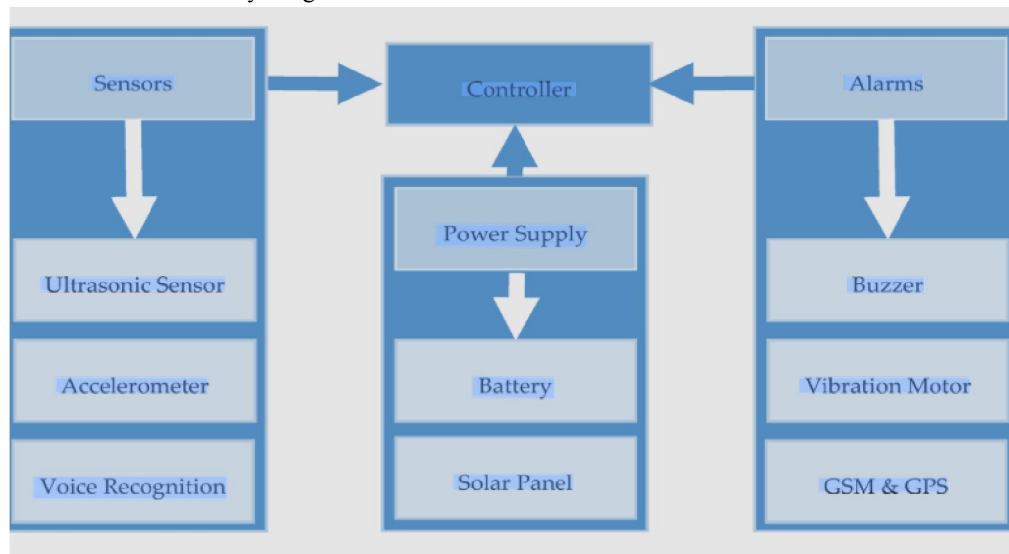 Sensors
Ultrasonic Sensor
Accelerometer
Voice Recognition
Controller
Power Supply
Battery
Solar Panel
Alarms
Buzzer
Vibration Motor
GSM & GPS